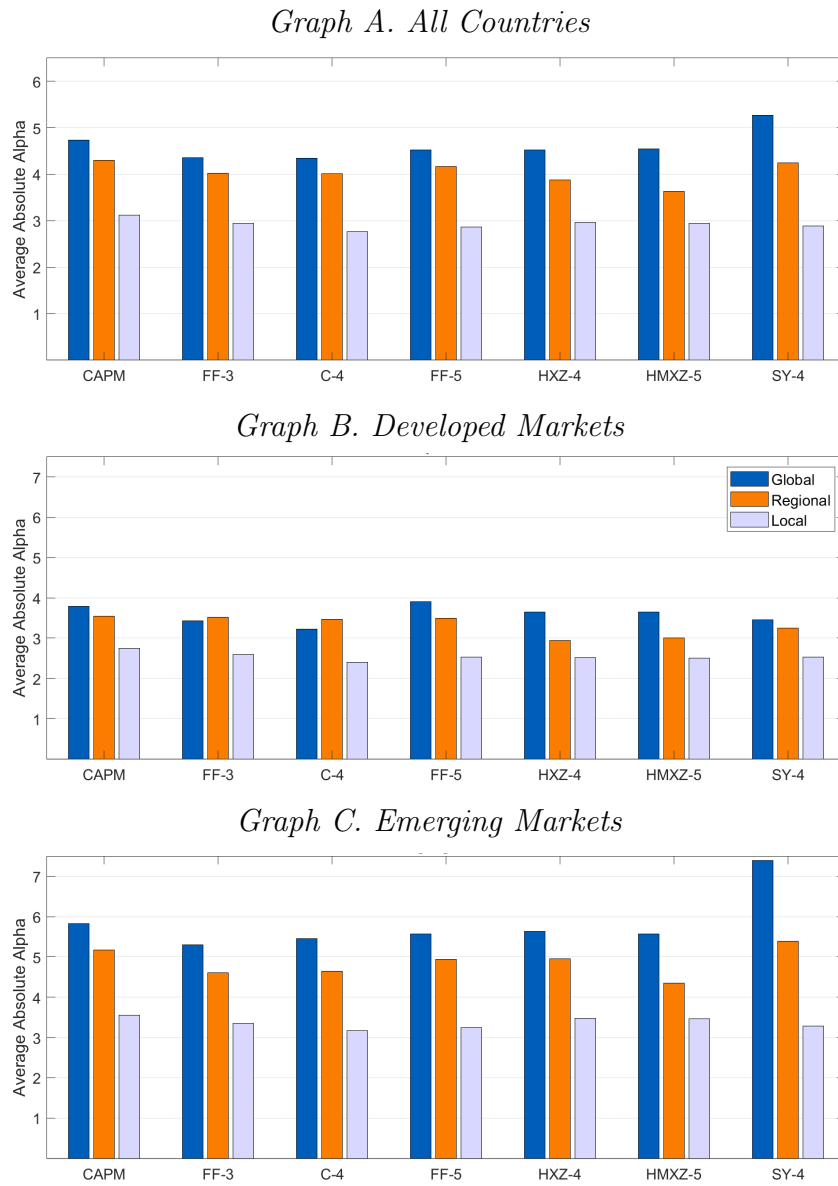 Graph A. All Countries
6
5
4
3
2
1
Average Absolute Alpha
CAPM FF-3 C-4 FF-5 HXZ-4 HMXZ-5 SY-4
Graph B. Developed Markets
7
6
5
4
3
2
1
Average Absolute Alpha
Global
Regional
Local
CAPM FF-3 C-4 FF-5 HXZ-4 HMXZ-5 SY-4
Graph C. Emerging Markets
7
6
5
4
3
2
1
Average Absolute Alpha
CAPM FF-3 C-4 FF-5 HXZ-4 HMXZ-5 SY-4